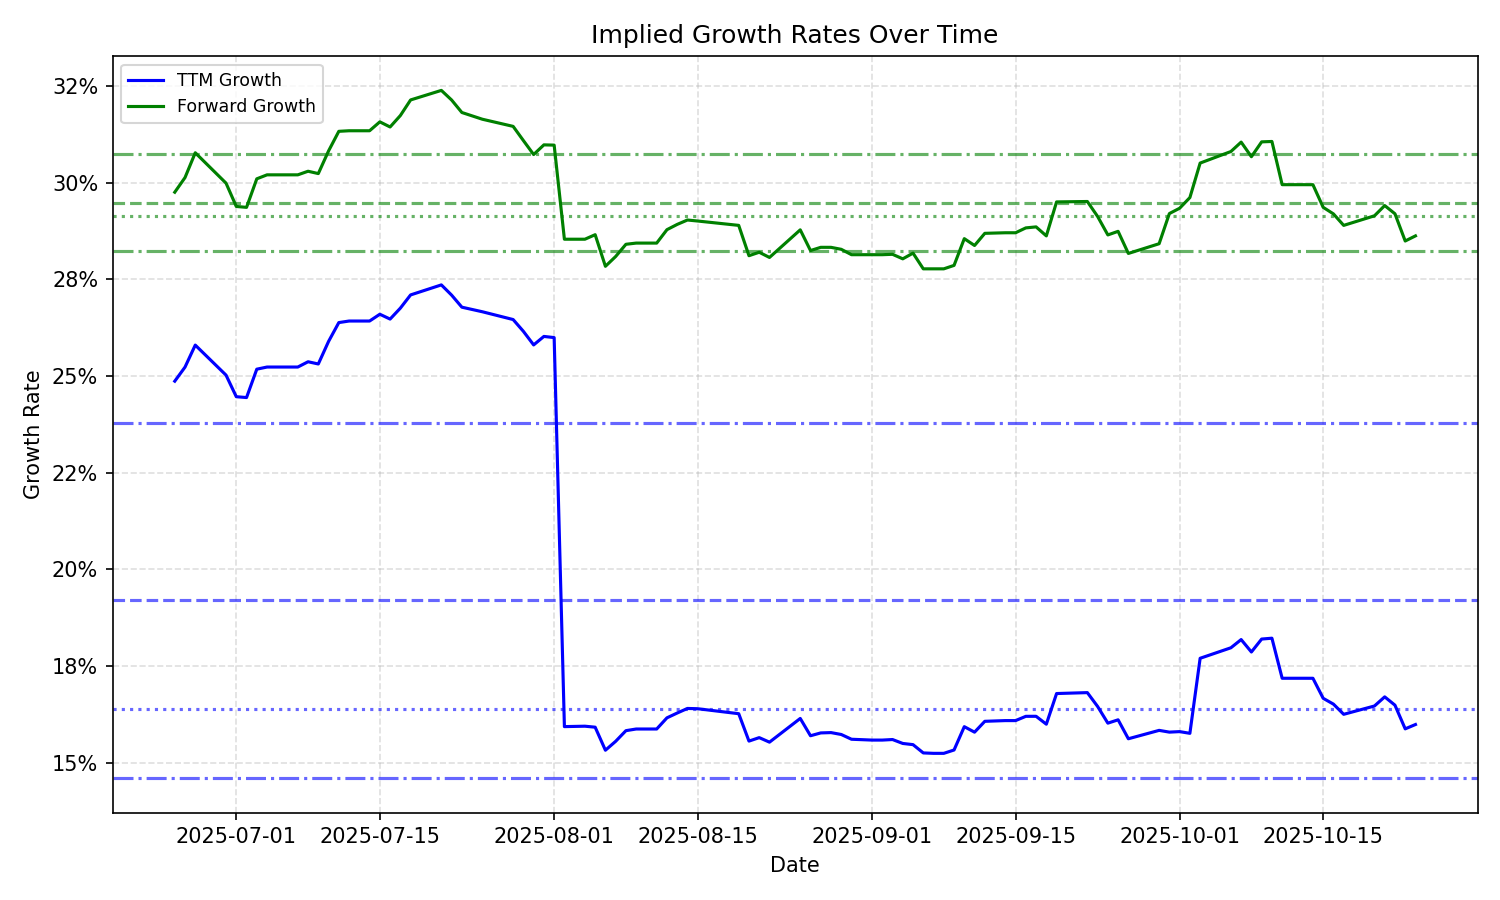 Implied Growth Rates Over Time
TTM Growth
Forward Growth
32%
30%
28%
25%
22%
20%
18%
15%
Growth Rate
2025-07-01 2025-07-15 2025-08-01 2025-08-15 2025-09-01 2025-09-15 2025-10-01 2025-10-15
Date